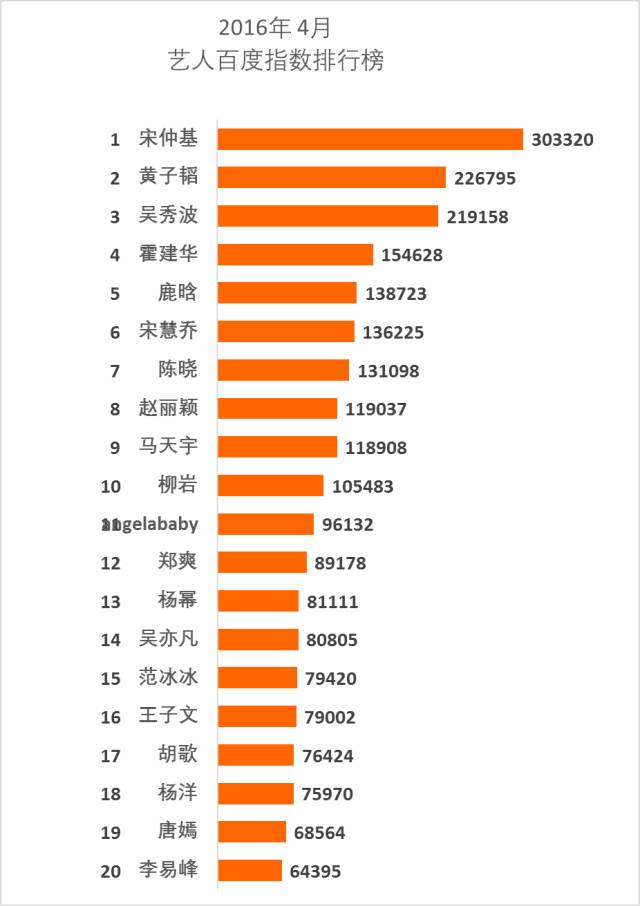 2016年 4月
艺人百度指数排行榜
1 宋仲基 303320
2 黄子韬 226795
3 吴秀波 219158
4 霍建华 154628
5 鹿晗 138723
6 宋慧乔 136225
7 陈晓 131098
8 赵丽颖 119037
9 马天宇 118908
10 柳岩 105483
11 angelababy 96132
12 郑爽 89178
13 杨幂 81111
14 吴亦凡 80805
15 范冰冰 79420
16 王子文 79002
17 胡歌 76424
18 杨洋 75970
19 唐嫣 68564
20 李易峰 64395